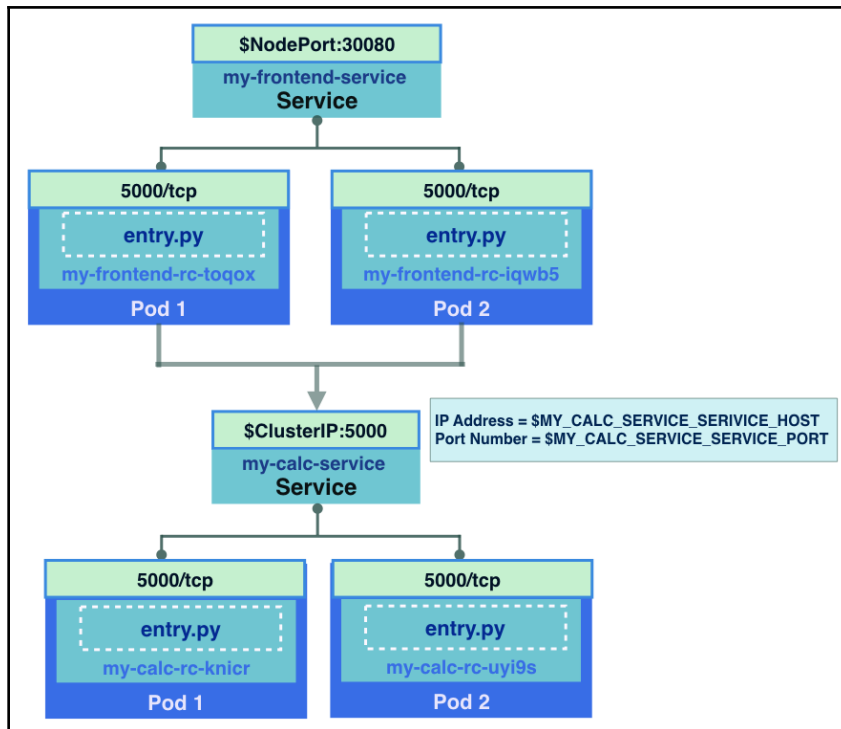 $NodePort:30080
my-frontend-service
Service
5000/tcp
entry.py
my-frontend-rc-toqox
Pod 1
5000/tcp
entry.py
my-frontend-rc-iqwb5
Pod 2
$ClusterIP:5000
my-calc-service
Service
IP Address = $MY_CALC_SERVICE_SERIVICE_HOST
Port Number = $MY_CALC_SERVICE_SERVICE_PORT
5000/tcp
entry.py
my-calc-rc-knicr
Pod 1
5000/tcp
entry.py
my-calc-rc-uyi9s
Pod 2